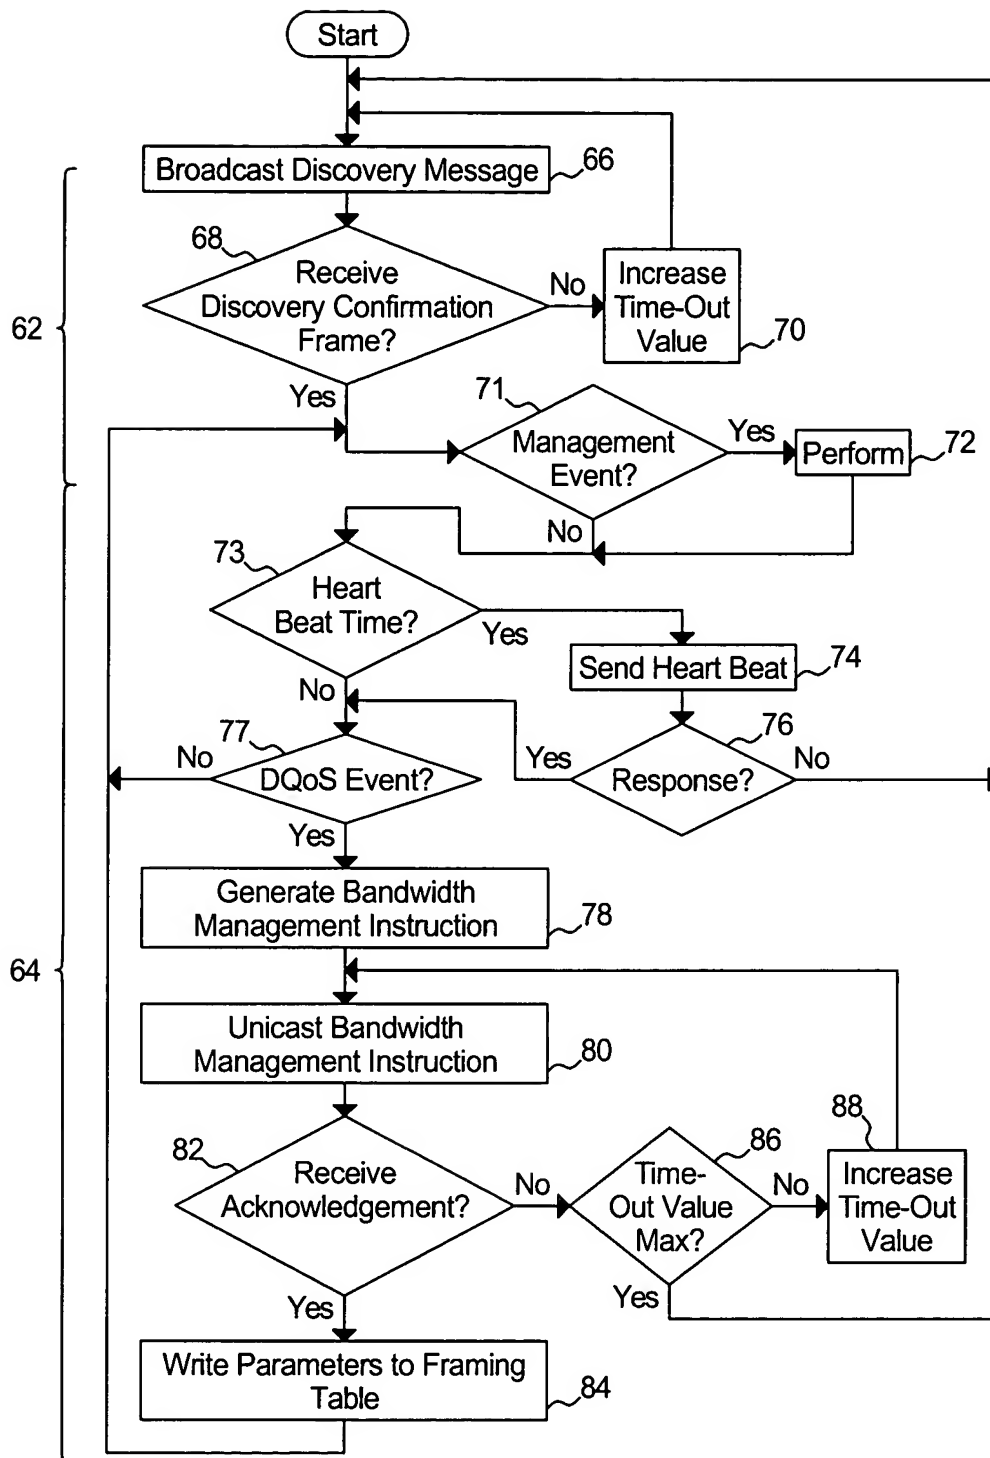 Start
Broadcast Discovery Message
66
68
Receive
Discovery Confirmation
Frame?
No
Increase
Time-Out
Value
70
62
Yes
71
Management
Event?
Yes
Perform
72
No
73
Heart
Beat Time?
Yes
Send Heart Beat
74
No
76
77
No
DQoS Event?
Yes
Response?
No
Yes
Generate Bandwidth
Management Instruction
78
64
Unicast Bandwidth
Management Instruction
80
82
Receive
Acknowledgement?
No
86
Time-
Out Value
Max?
No
88
Increase
Time-Out
Value
Yes
Yes
Write Parameters to Framing
Table
84